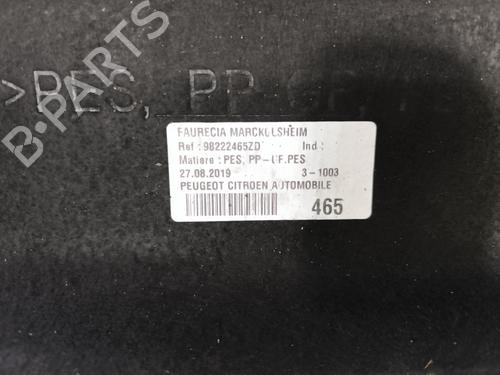 >PES, PP
FAURECIA MARCKOLSHEIM
Ref :98222465ZD Ind :
Matiere : PES, PP-UF.PES
27.08.2019 3-1003
PEUGEOT CITROEN AUTOMOBILE
465
B-PARTS